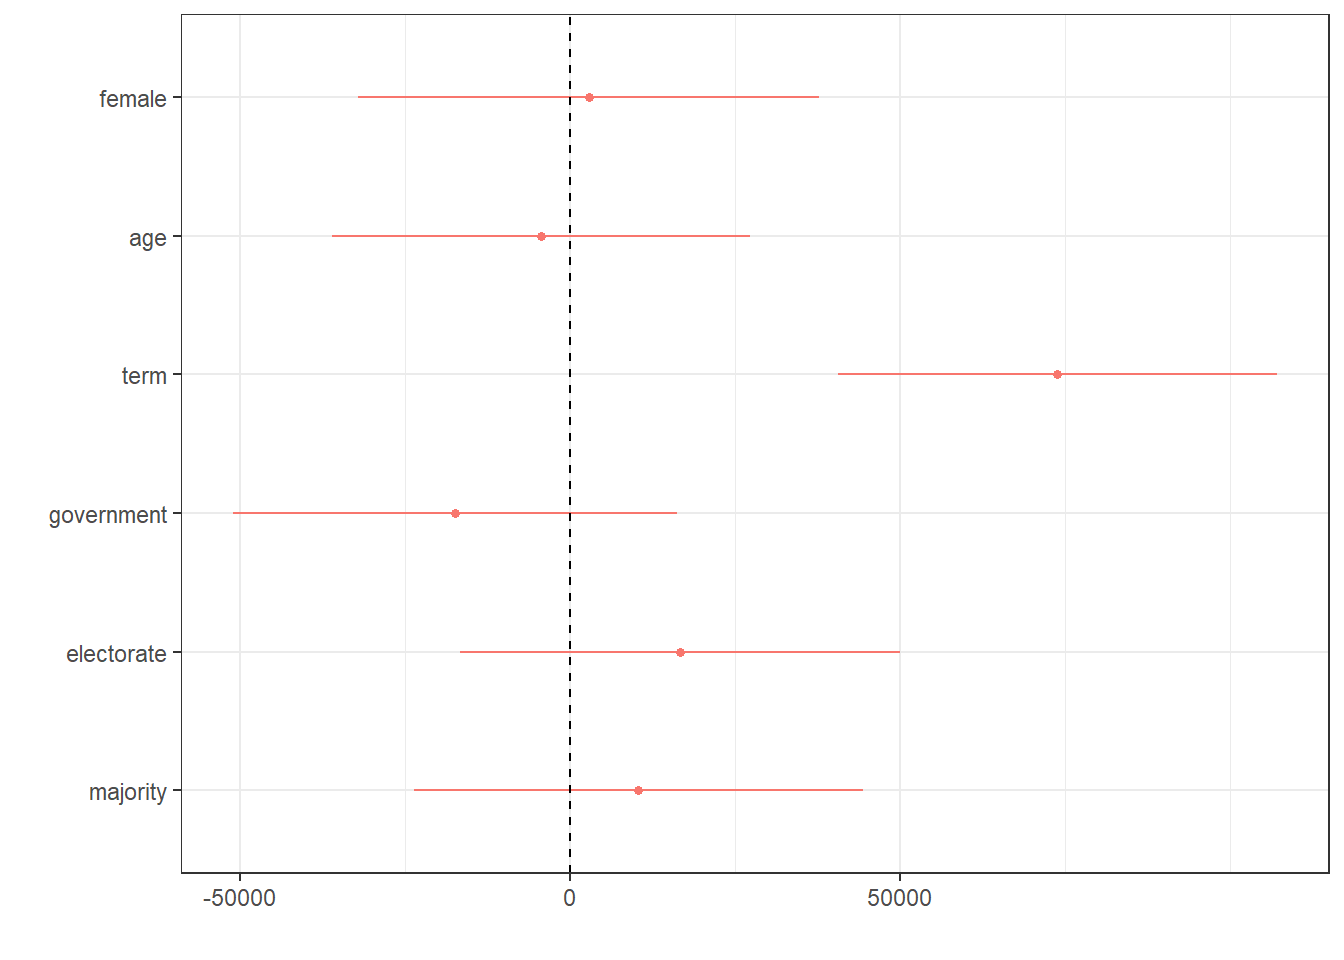 female
age
term
government
electorate
majority
-50000 0 50000